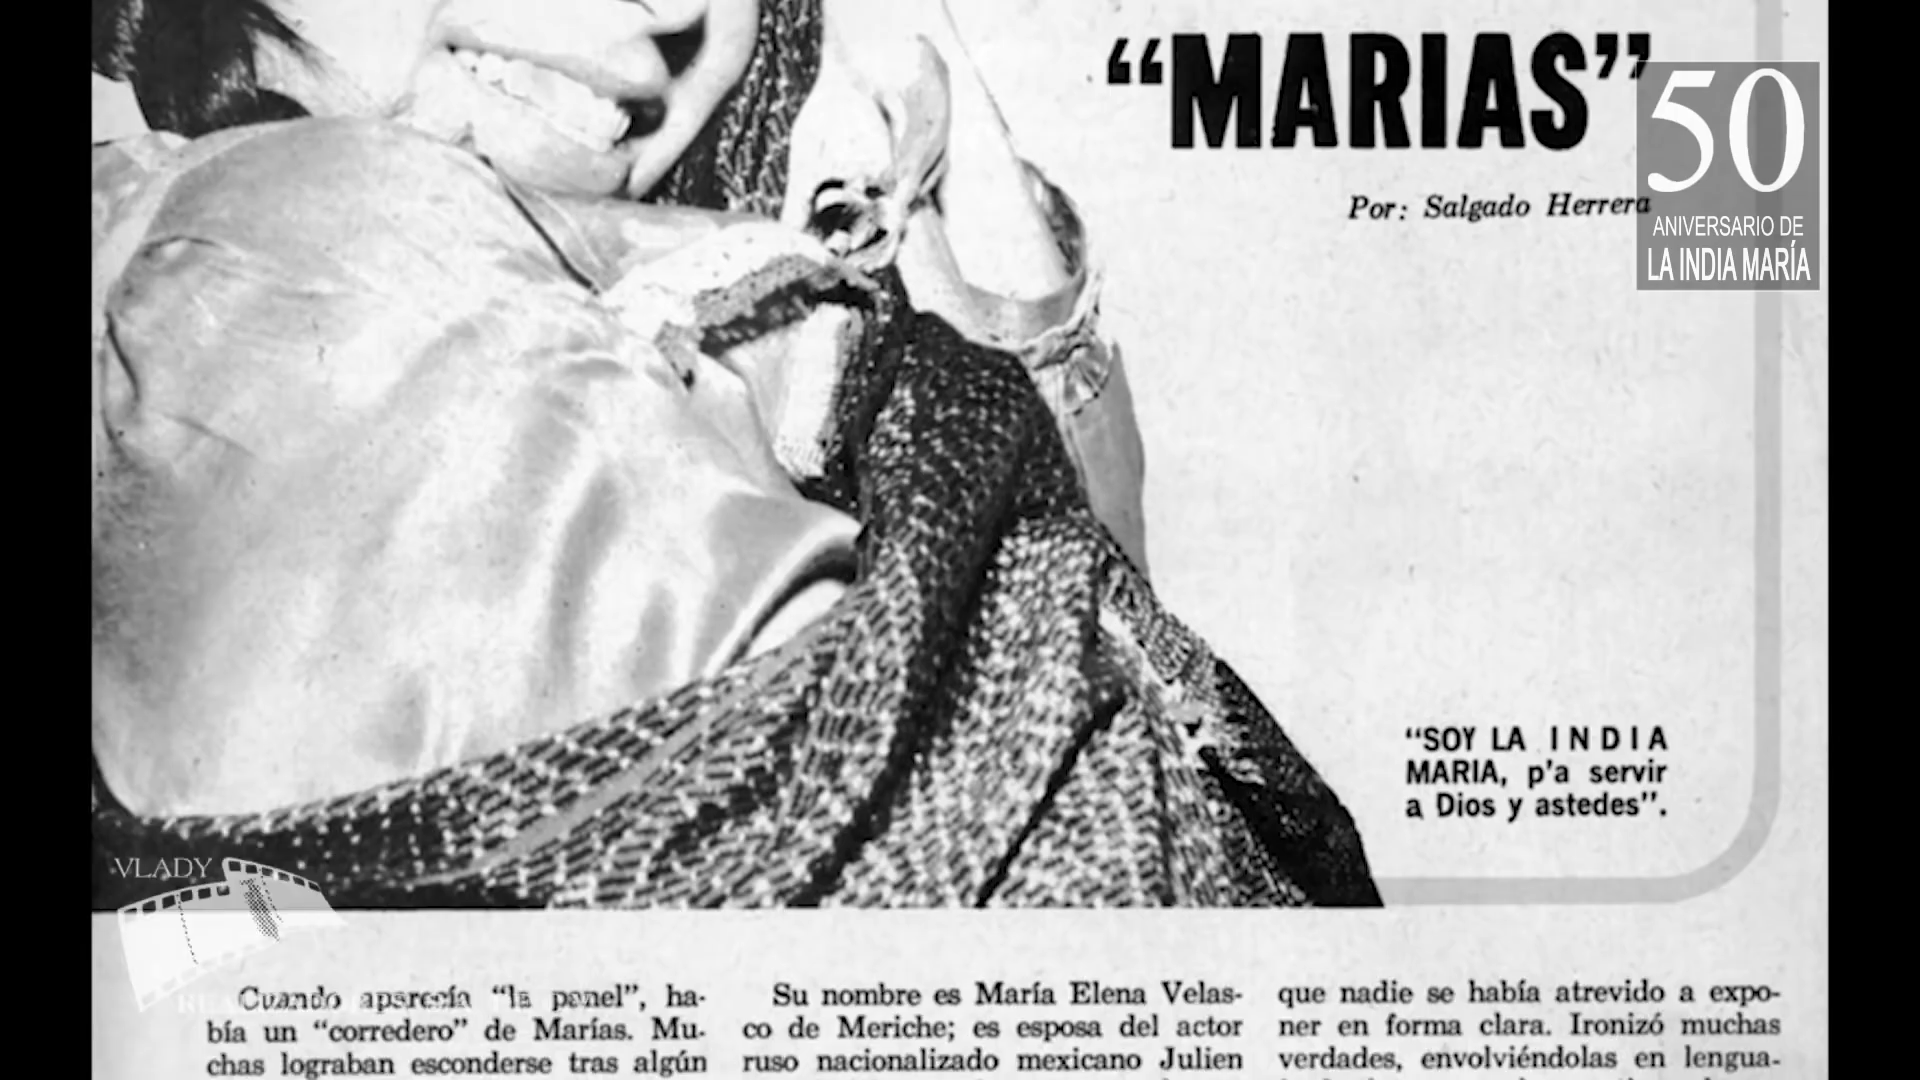 “MARIAS”
Por: Salgado Herrera
50
ANIVERSARIO DE
LA INDIA MARÍA
“SOY LA INDIA
MARIA, p'a servir
a Dios y astedes”.
VLADY
Cuando aparecía “la panel”, ha-
bía un “corredero” de Marías. Mu-
chas lograban esconderse tras algún
Su nombre es María Elena Velas-
co de Meriche; es esposa del actor
ruso nacionalizado mexicano Julien
que nadie se había atrevido a expo-
ner en forma clara. Ironizó muchas
verdades, envolviéndolas en lengua-